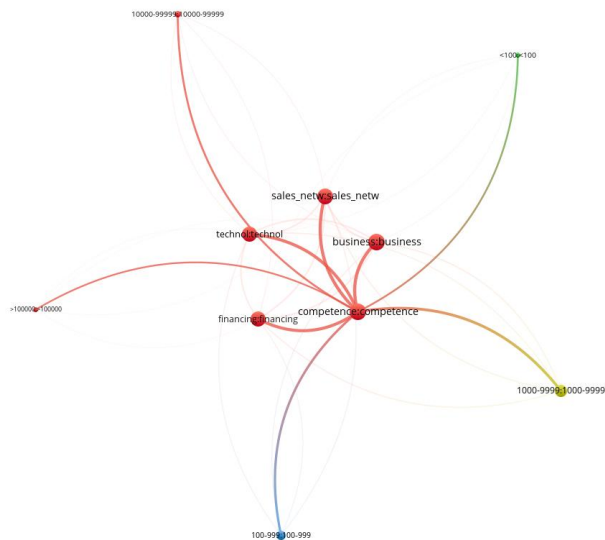 10000-99999:10000-99999
<100:<100
sales_netw:sales_netw
technol:technol
business:business
>100000:>100000
financing:financing
competence:competence
1000-9999:1000-9999
100-999:100-999